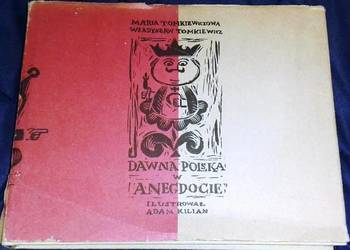 MARIA TOMKIEWICZOWA
WŁADYSŁAW TOMKIEWICZ
DAWNA POLSKA
W
ANEGDOCIE
ILUSTROWAŁ
ADAM KILIAN